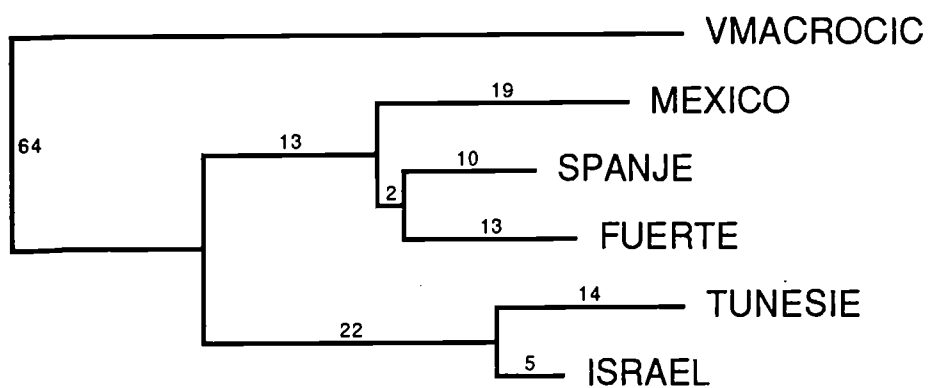 VMACROCIC
19
MEXICO
64
13
10
SPANJE
2
13
FUERTE
14
TUNESIE
22
5
ISRAEL